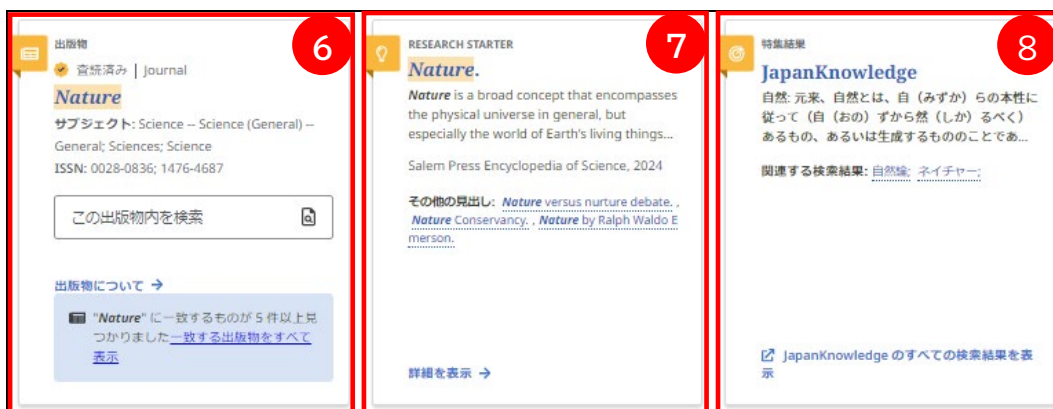 出版物
6
査読済み | Journal
Nature
サブジェクト: Science -- Science (General) --
General; Sciences; Science
ISSN: 0028-0836; 1476-4687
この出版物内を検索
出版物について →
"Nature" に一致するものが 5 件以上見
つかりました一致する出版物をすべて
表示
RESEARCH STARTER
7
Nature.
Nature is a broad concept that encompasses
the physical universe in general, but
especially the world of Earth's living things...
Salem Press Encyclopedia of Science, 2024
その他の見出し: Nature versus nurture debate. ,
Nature Conservancy. , Nature by Ralph Waldo E
merson.
詳細を表示 →
特集結果
8
JapanKnowledge
自然: 元来、自然とは、自（みずか）らの本性に
従って（自（おの）ずから然（しか）るべく）
あるもの、あるいは生成するもののことであ...
関連する検索結果: 自然論; ネイチャー;
JapanKnowledge のすべての検索結果を表
示